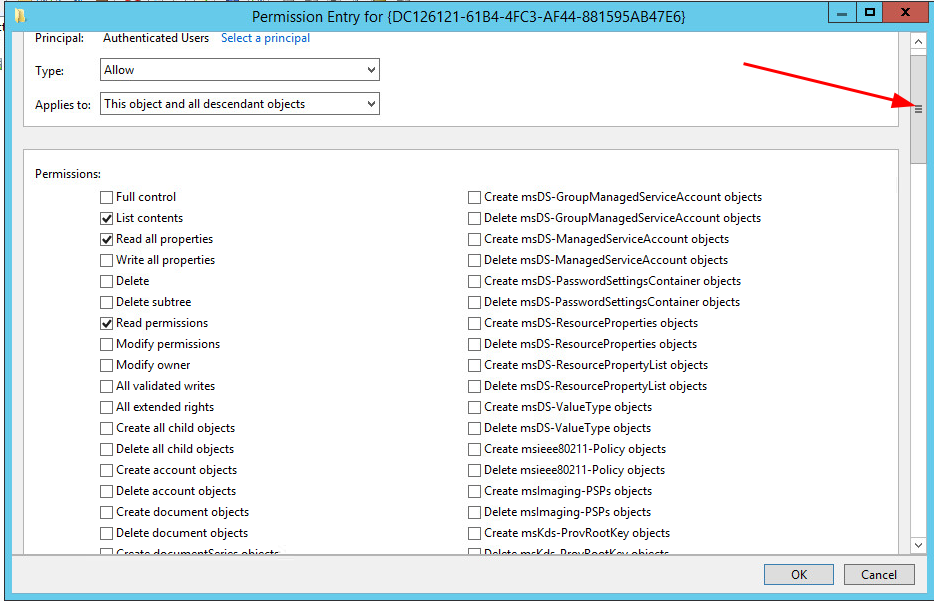 Permission Entry for {DC126121-61B4-4FC3-AF44-881595AB47E6}
Principal: Authenticated Users Select a principal
Type: Allow
Applies to: This object and all descendant objects
Permissions:
Full control Create msDS-GroupManagedServiceAccount objects
List contents Delete msDS-GroupManagedServiceAccount objects
Read all properties Create msDS-ManagedServiceAccount objects
Write all properties Delete msDS-ManagedServiceAccount objects
Delete Create msDS-PasswordSettingsContainer objects
Delete subtree Delete msDS-PasswordSettingsContainer objects
Read permissions Create msDS-ResourceProperties objects
Modify permissions Delete msDS-ResourceProperties objects
Modify owner Create msDS-ResourcePropertyList objects
All validated writes Delete msDS-ResourcePropertyList objects
All extended rights Create msDS-ValueType objects
Create all child objects Delete msDS-ValueType objects
Delete all child objects Create msieee80211-Policy objects
Create account objects Delete msieee80211-Policy objects
Delete account objects Create msImaging-PSPs objects
Create document objects Delete msImaging-PSPs objects
Delete document objects Create msKds-ProvRootKey objects
Create documentSeries objects Delete msKds-ProvRootKey objects
OK Cancel